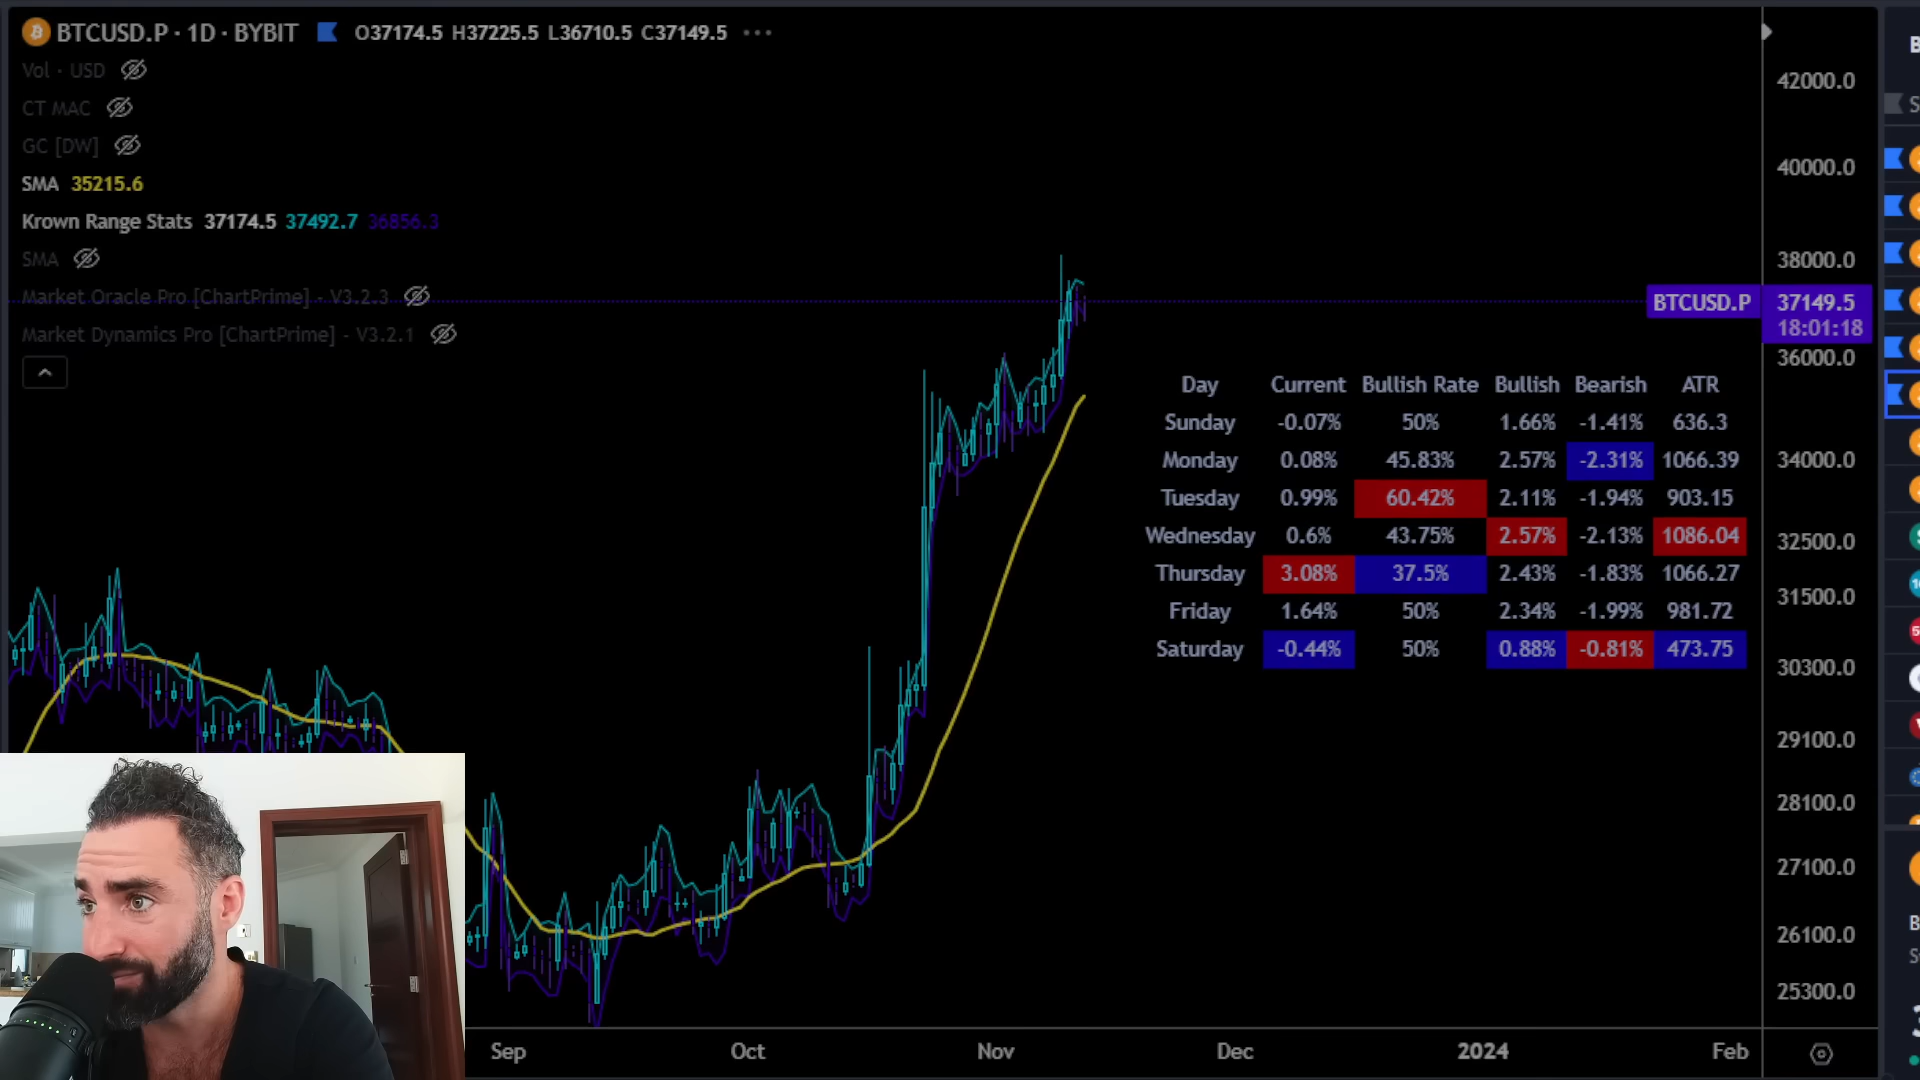 BTCUSD.P · 1D · BYBIT O37174.5 H37225.5 L36710.5 C37149.5
Vol · USD
CT MAC
GC [DW]
SMA 35215.6
Krown Range Stats 37174.5 37492.7 36856.3
SMA
Market Oracle Pro [ChartPrime] - V3.2.3
Market Dynamics Pro [ChartPrime] - V3.2.1
42000.0
40000.0
38000.0
BTCUSD.P 37149.5
18:01:18
36000.0
34000.0
32500.0
31500.0
30300.0
29100.0
28100.0
27100.0
26100.0
25300.0
Day Current Bullish Rate Bullish Bearish ATR
Sunday -0.07% 50% 1.66% -1.41% 636.3
Monday 0.08% 45.83% 2.57% -2.31% 1066.39
Tuesday 0.99% 60.42% 2.11% -1.94% 903.15
Wednesday 0.6% 43.75% 2.57% -2.13% 1086.04
Thursday 3.08% 37.5% 2.43% -1.83% 1066.27
Friday 1.64% 50% 2.34% -1.99% 981.72
Saturday -0.44% 50% 0.88% -0.81% 473.75
Sep Oct Nov Dec 2024 Feb